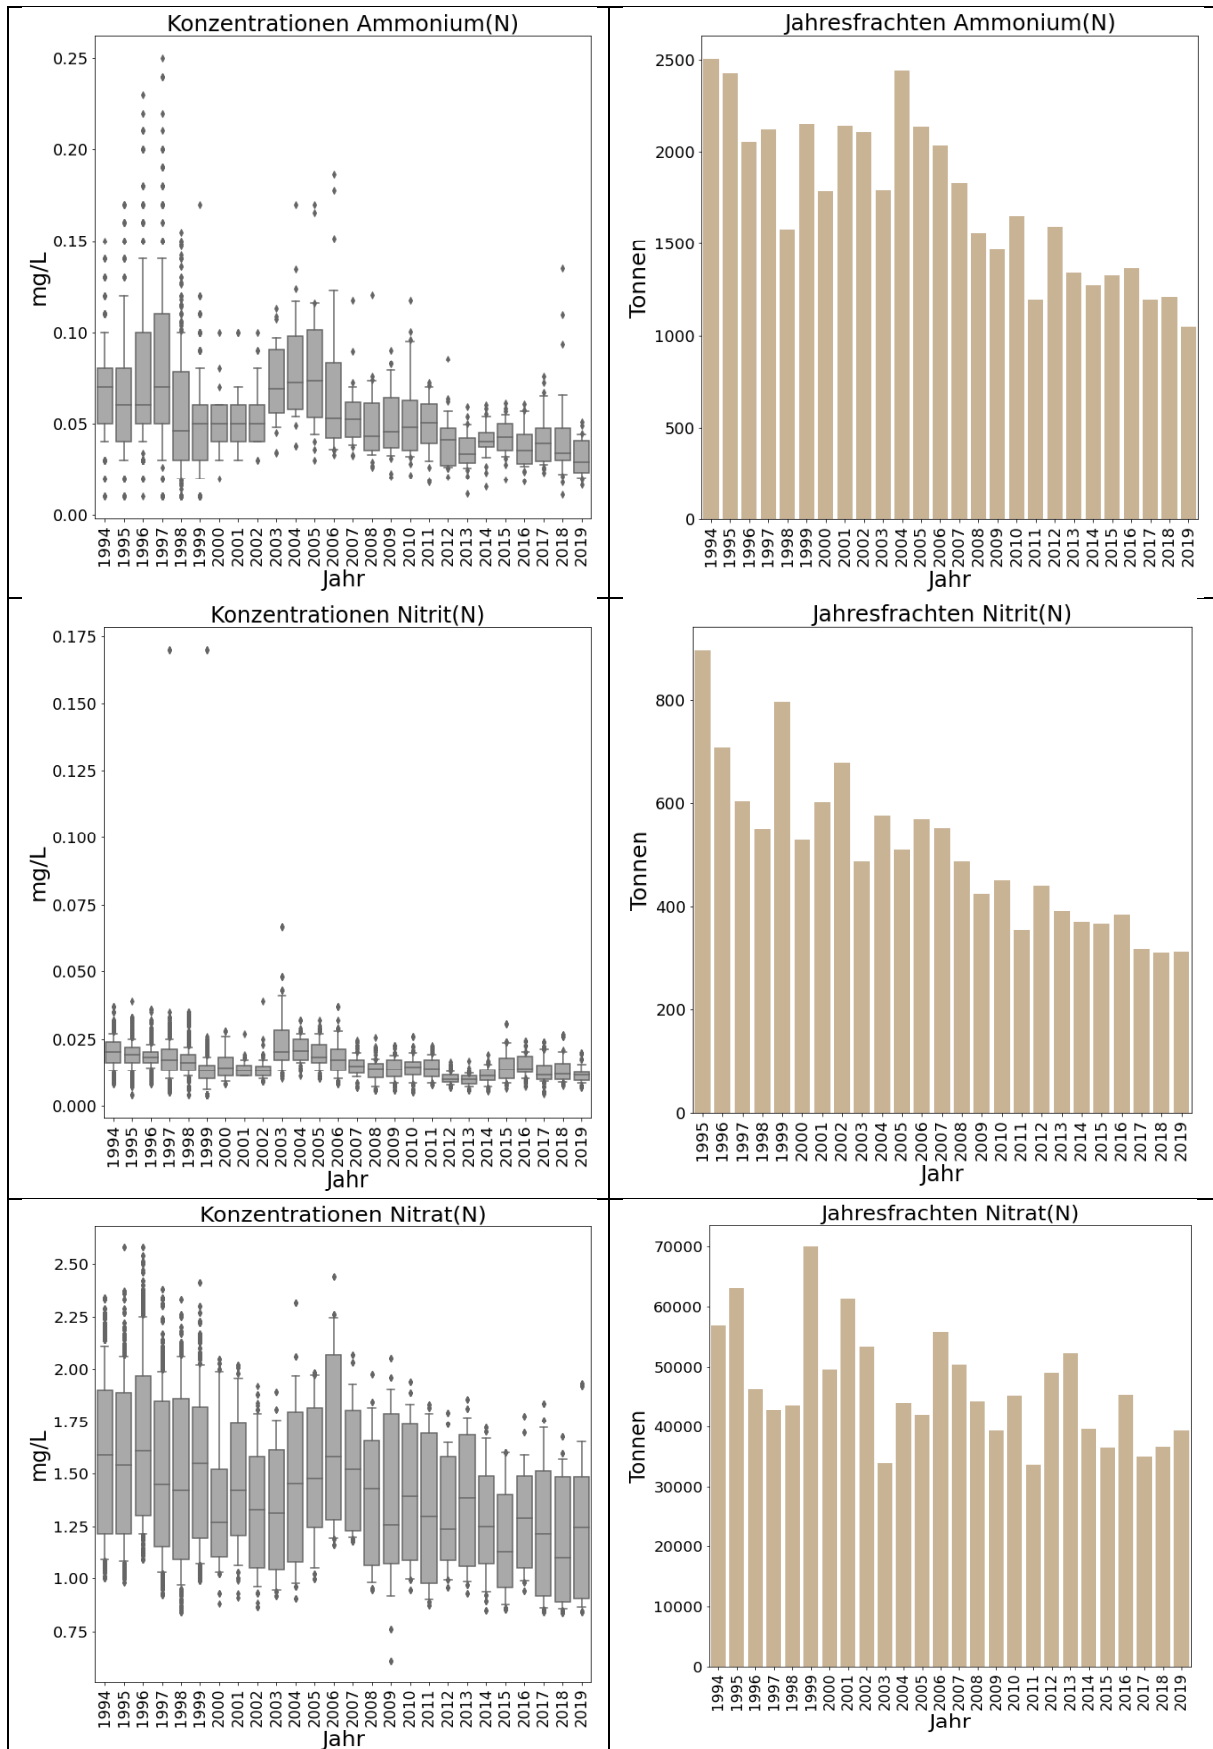 Konzentrationen Ammonium(N)
0.25
0.20
0.15
0.10
0.05
0.00
mg/L
1994 1995 1996 1997 1998 1999 2000 2001 2002 2003 2004 2005 2006 2007 2008 2009 2010 2011 2012 2013 2014 2015 2016 2017 2018 2019
Jahr
Jahresfrachten Ammonium(N)
2500
2000
1500
1000
500
0
Tonnen
1994 1995 1996 1997 1998 1999 2000 2001 2002 2003 2004 2005 2006 2007 2008 2009 2010 2011 2012 2013 2014 2015 2016 2017 2018 2019
Jahr
Konzentrationen Nitrit(N)
0.175
0.150
0.125
0.100
0.075
0.050
0.025
0.000
mg/L
1994 1995 1996 1997 1998 1999 2000 2001 2002 2003 2004 2005 2006 2007 2008 2009 2010 2011 2012 2013 2014 2015 2016 2017 2018 2019
Jahr
Jahresfrachten Nitrit(N)
800
600
400
200
0
Tonnen
1995 1996 1997 1998 1999 2000 2001 2002 2003 2004 2005 2006 2007 2008 2009 2010 2011 2012 2013 2014 2015 2016 2017 2018 2019
Jahr
Konzentrationen Nitrat(N)
2.50
2.25
2.00
1.75
1.50
1.25
1.00
0.75
mg/L
1994 1995 1996 1997 1998 1999 2000 2001 2002 2003 2004 2005 2006 2007 2008 2009 2010 2011 2012 2013 2014 2015 2016 2017 2018 2019
Jahr
Jahresfrachten Nitrat(N)
70000
60000
50000
40000
30000
20000
10000
0
Tonnen
1994 1995 1996 1997 1998 1999 2000 2001 2002 2003 2004 2005 2006 2007 2008 2009 2010 2011 2012 2013 2014 2015 2016 2017 2018 2019
Jahr